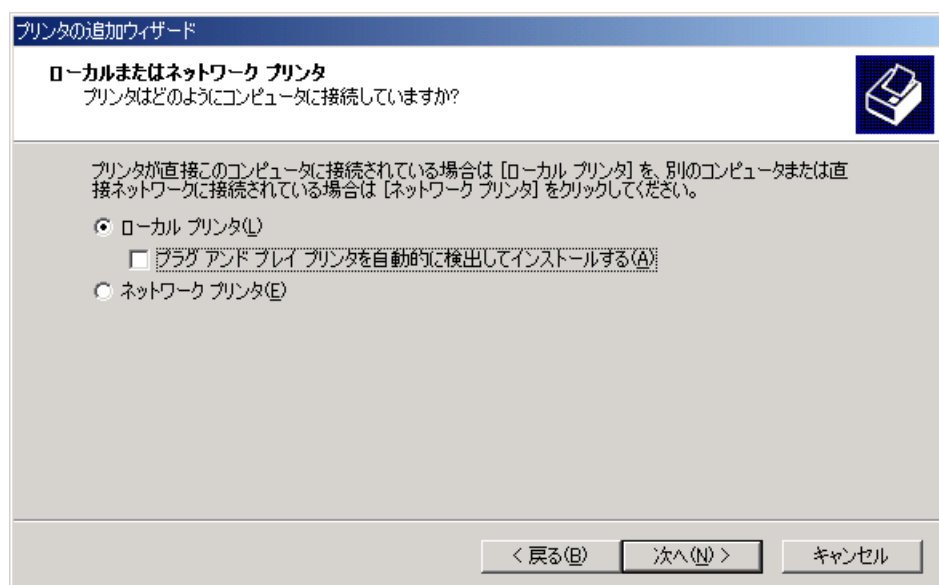 プリンタの追加ウィザード
ローカルまたはネットワーク プリンタ
プリンタはどのようにコンピュータに接続していますか?
プリンタが直接このコンピュータに接続されている場合は [ローカル プリンタ] を、別のコンピュータまたは直
接ネットワークに接続されている場合は [ネットワーク プリンタ] をクリックしてください。
ローカル プリンタ(L)
プラグ アンド プレイ プリンタを自動的に検出してインストールする(A)
ネットワーク プリンタ(E)
< 戻る(B) 次へ(N) > キャンセル